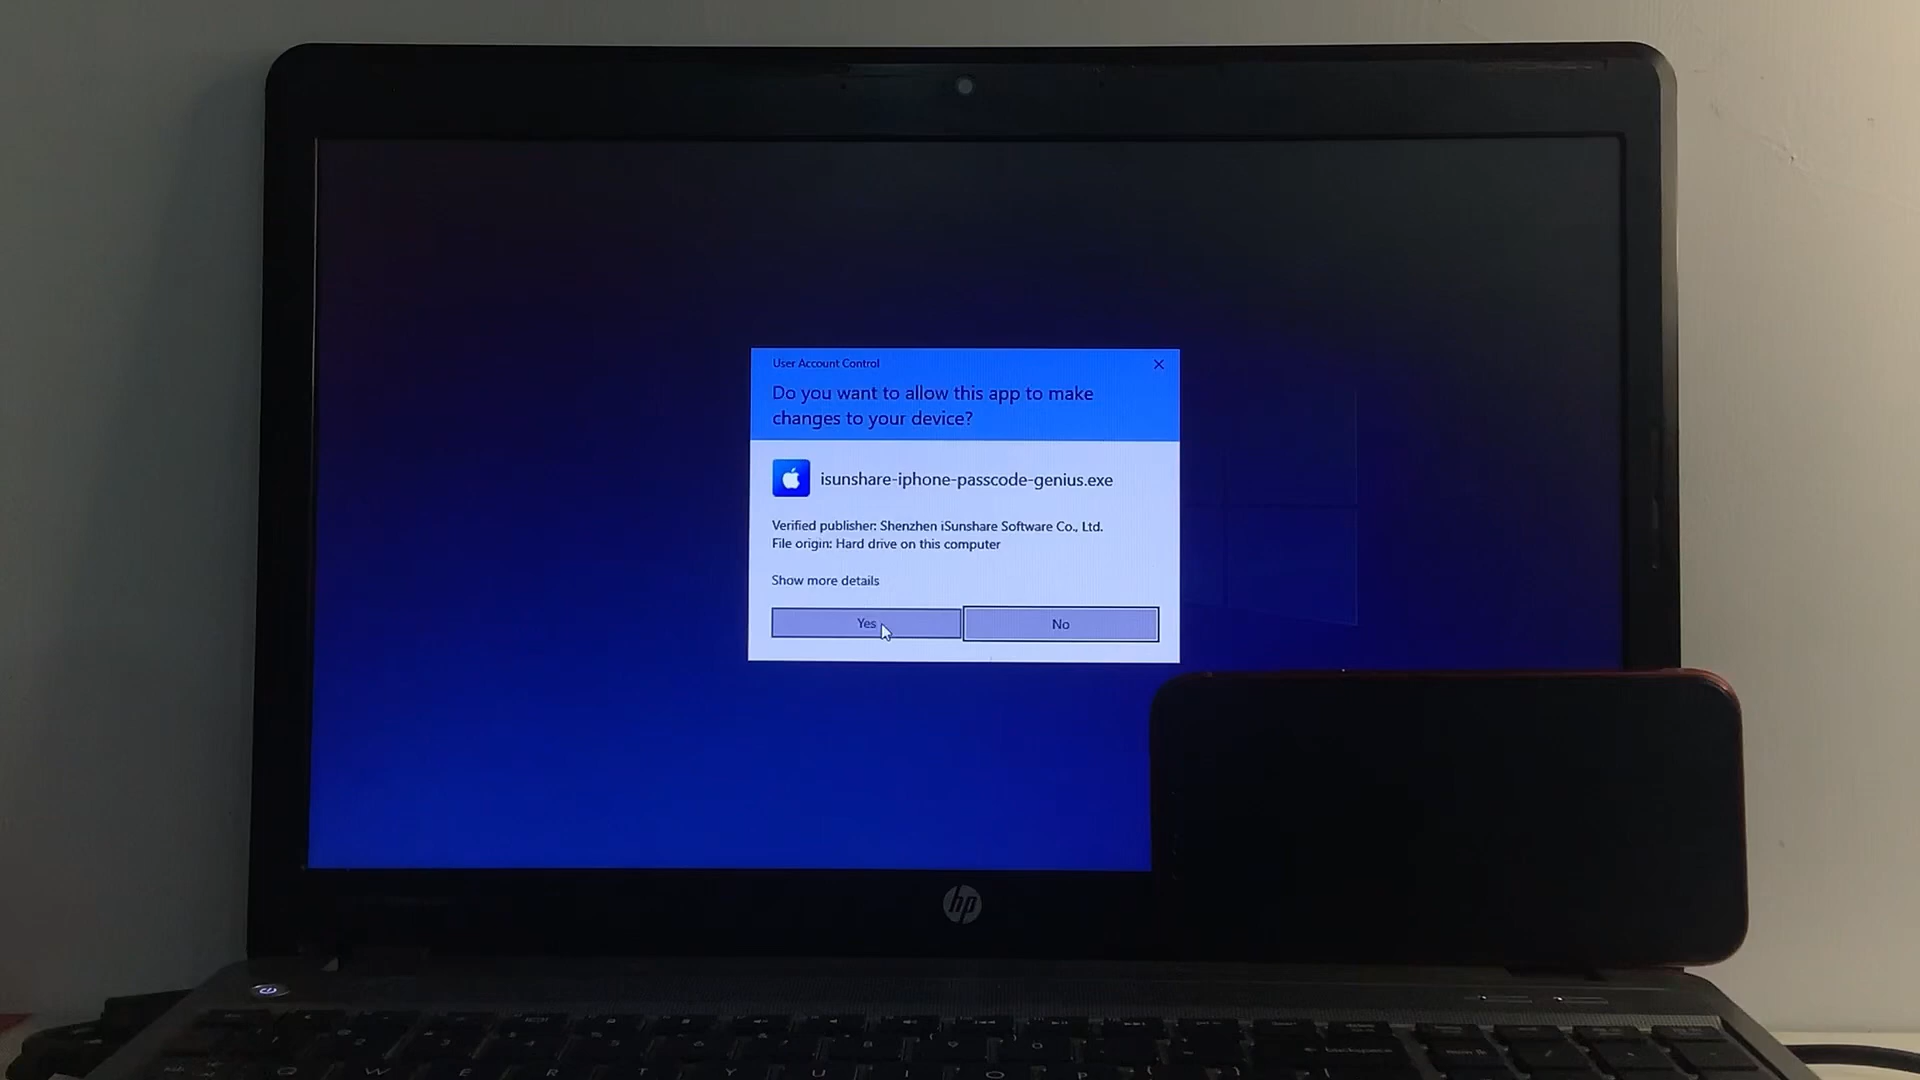 User Account Control
Do you want to allow this app to make
changes to your device?
isunshare-iphone-passcode-genius.exe
Verified publisher: Shenzhen iSunshare Software Co., Ltd.
File origin: Hard drive on this computer
Show more details
Yes
No
hp
backspace
Q W E R T Y U I O P